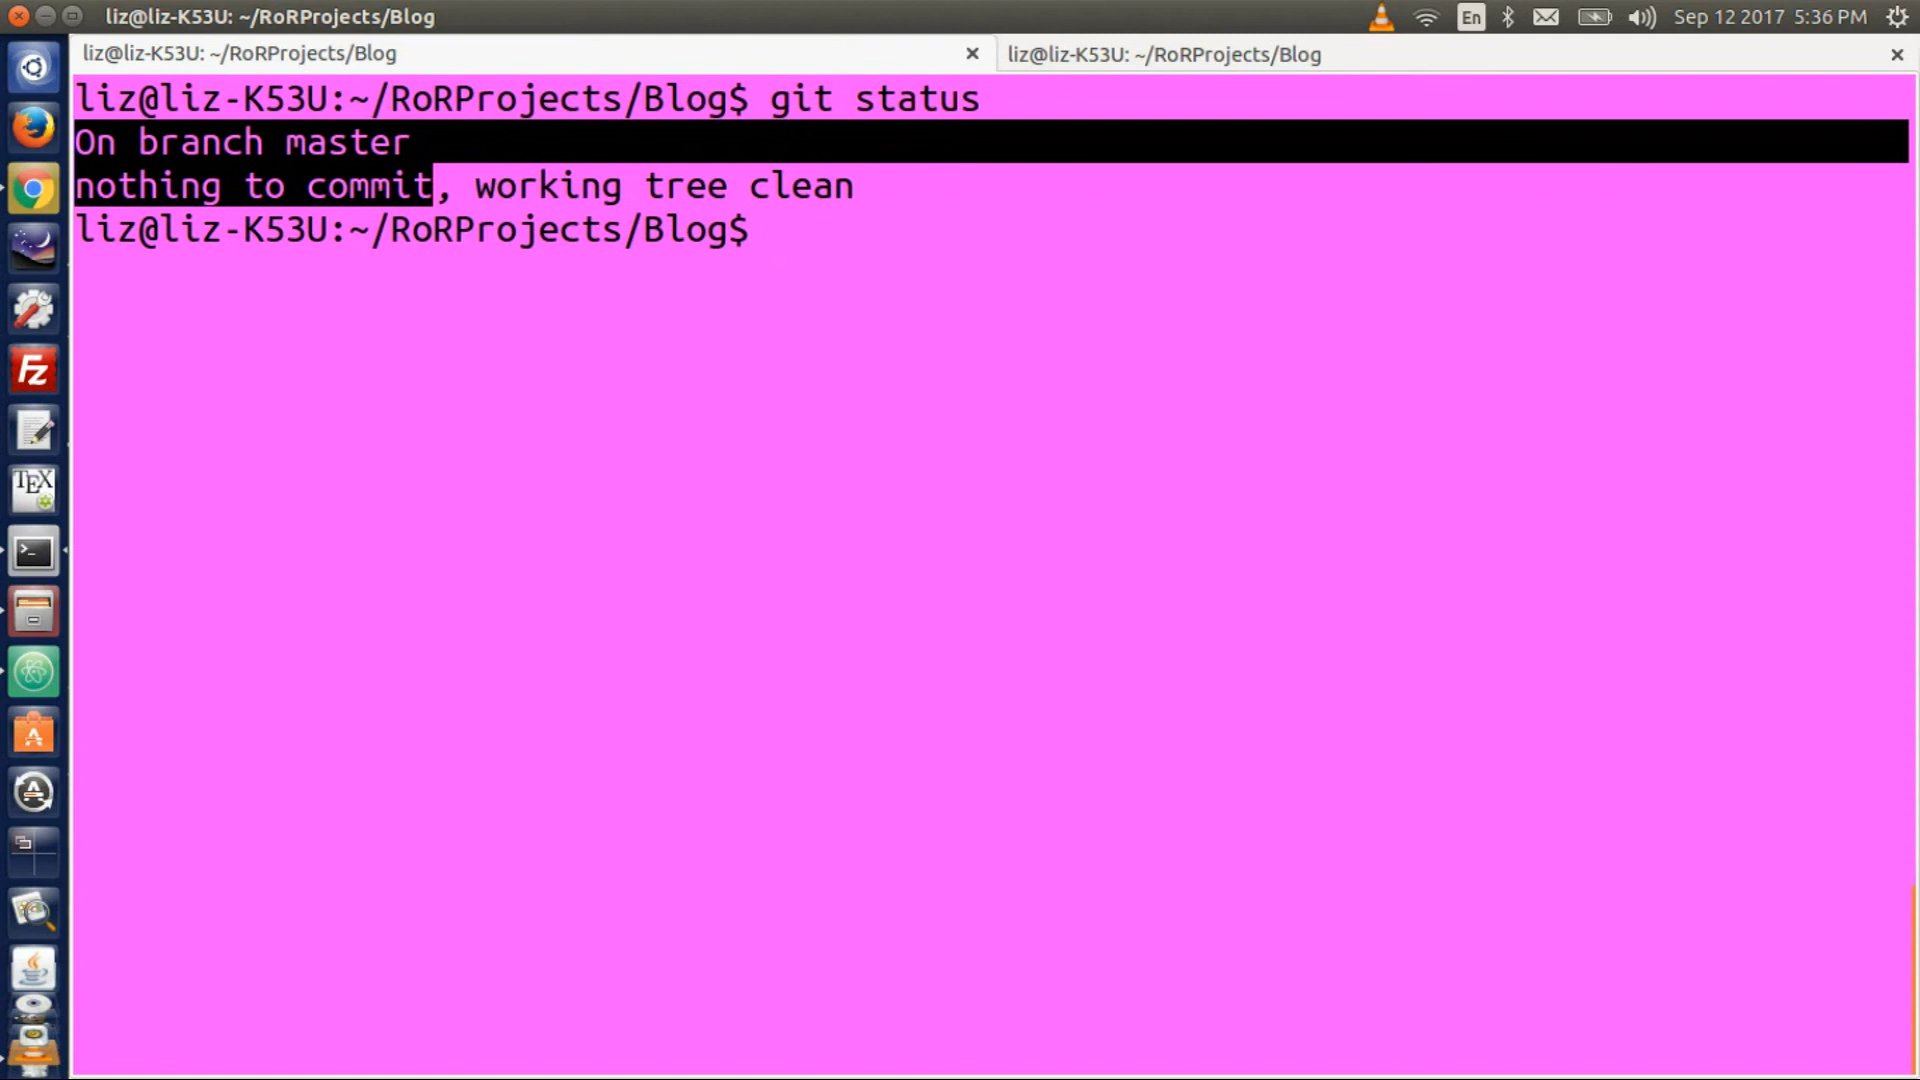 liz@liz-K53U: ~/RoRProjects/Blog
En
Sep 12 2017 5:36 PM
liz@liz-K53U: ~/RoRProjects/Blog
liz@liz-K53U: ~/RoRProjects/Blog
liz@liz-K53U:~/RoRProjects/Blog$ git status
On branch master
nothing to commit, working tree clean
liz@liz-K53U:~/RoRProjects/Blog$
Fz
TEX